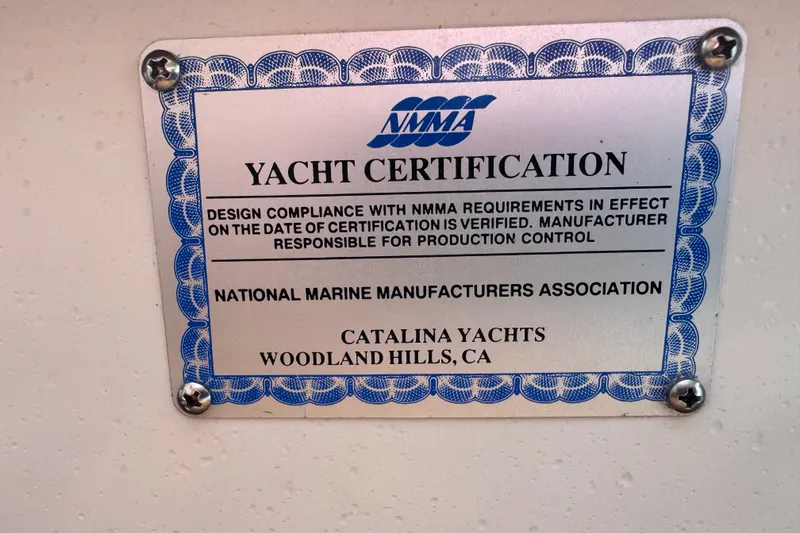 NMMA
YACHT CERTIFICATION
DESIGN COMPLIANCE WITH NMMA REQUIREMENTS IN EFFECT
ON THE DATE OF CERTIFICATION IS VERIFIED. MANUFACTURER
RESPONSIBLE FOR PRODUCTION CONTROL
NATIONAL MARINE MANUFACTURERS ASSOCIATION
CATALINA YACHTS
WOODLAND HILLS, CA